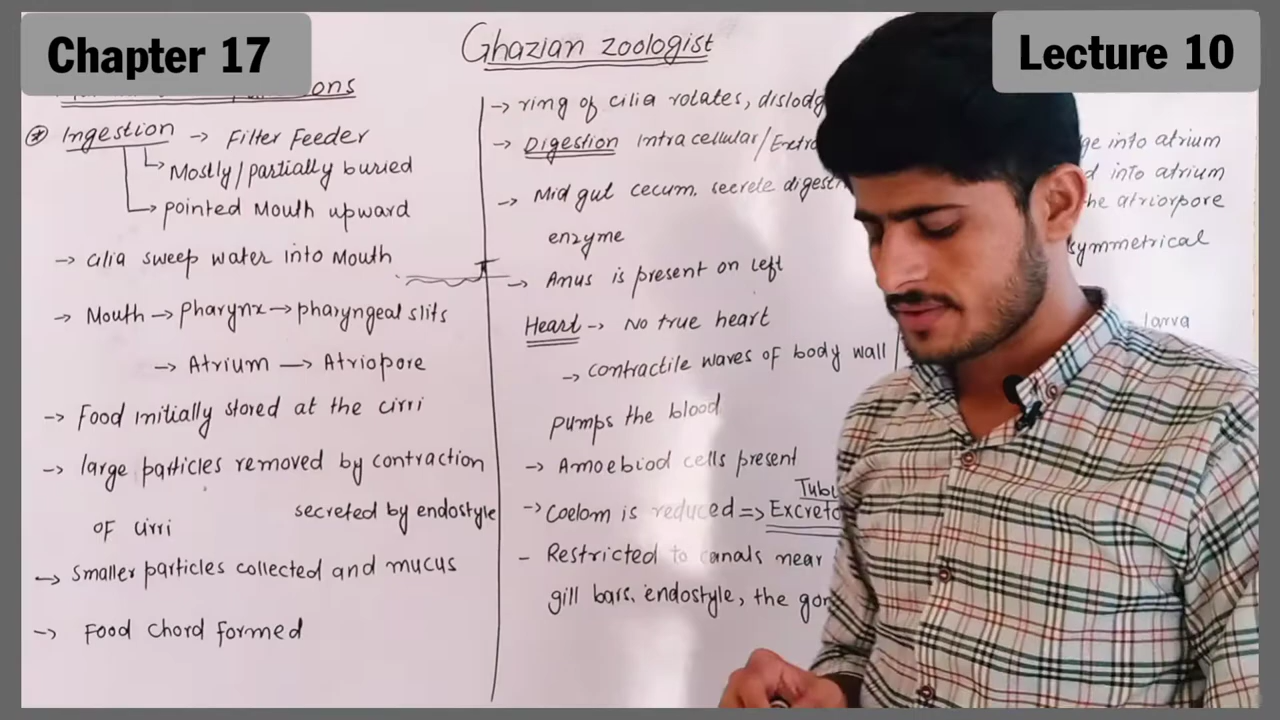 Chapter 17
Lecture 10
Ghazian zoologist
ons
Ingestion -> Filter Feeder
Mostly/partially buried
pointed Mouth upward
-> cilia sweep water into Mouth
-> Mouth -> Pharynx -> pharyngeal slits
-> Atrium -> Atriopore
-> Food initially stored at the cirri
-> large particles removed by contraction
of cirri
secreted by endostyle
-> Smaller particles collected and mucus
-> Food Chord formed
-> ring of cilia rotates, dislodg
-> Digestion Intracellular/Extra
-> Mid gut cecum, secrete digesti
enzyme
-> Anus is present on left
Heart -> No true heart
-> contractile waves of body wall
pumps the blood
-> Amoebiod cells present
Tubu
-> Coelom is reduced => Excreto
- Restricted to canals near
gill bars, endostyle, the gon
ge into atrium
d into atrium
he atriorpore
symmetrical
larva